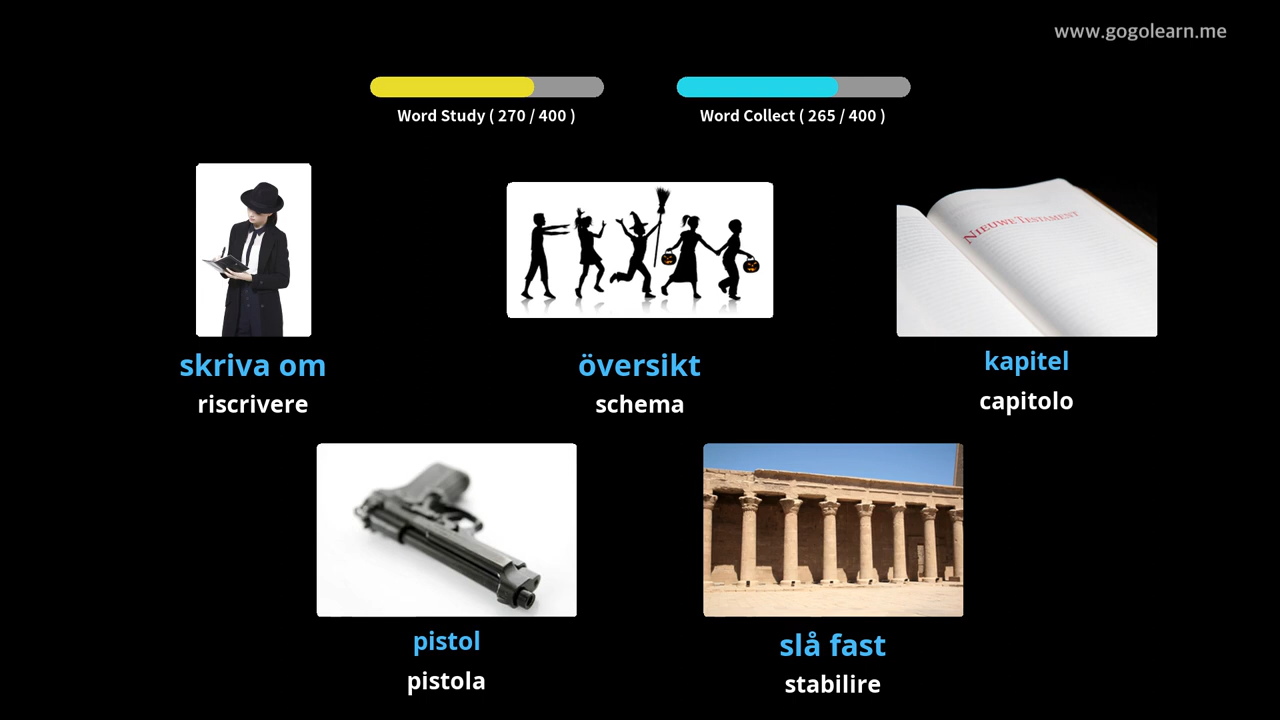 www.gogolearn.me
Word Study ( 270 / 400 )
Word Collect ( 265 / 400 )
NIEUWE TESTAMENT
skriva om
riscrivere
översikt
schema
kapitel
capitolo
pistol
pistola
slå fast
stabilire